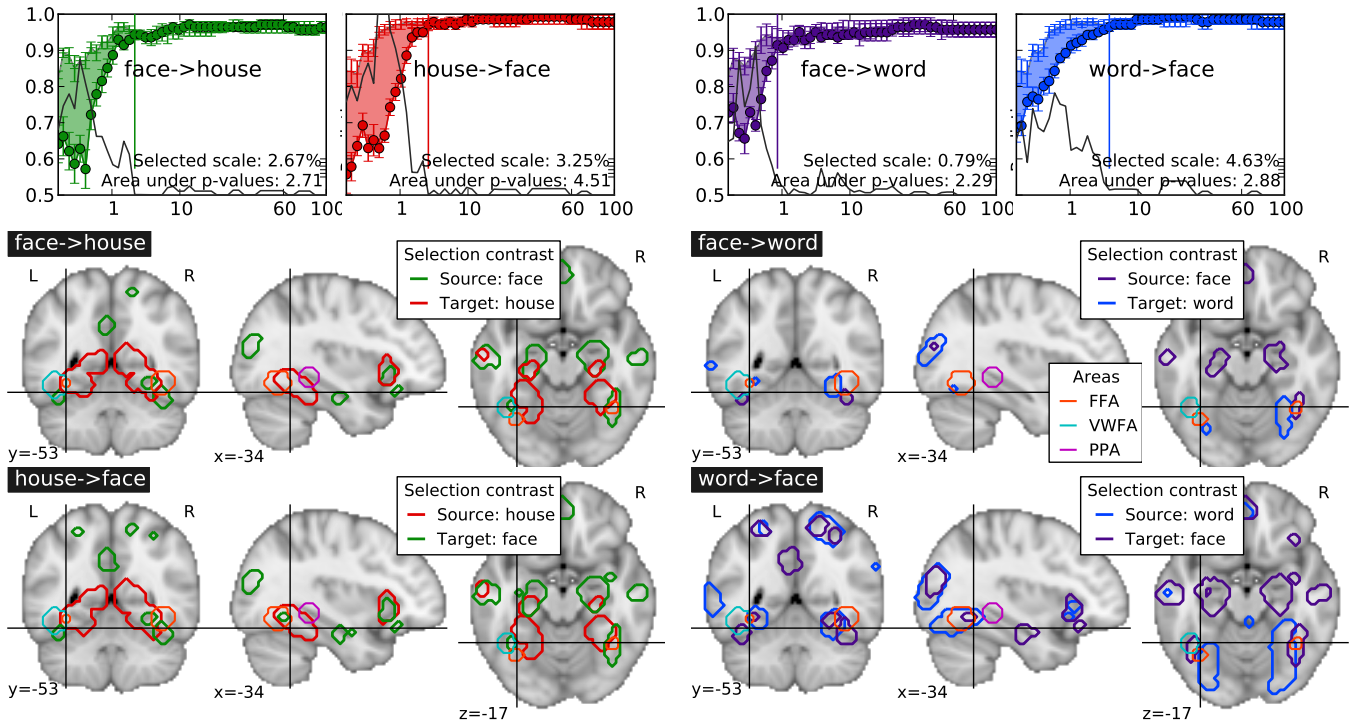 1.0
0.9
0.8
0.7
0.6
0.5
face->house
Selected scale: 2.67%
Area under p-values: 2.71
1 10 60 100
house->face
Selected scale: 3.25%
Area under p-values: 4.51
1 10 60 100
1.0
0.9
0.8
0.7
0.6
0.5
face->word
Selected scale: 0.79%
Area under p-values: 2.29
1 10 60 100
word->face
Selected scale: 4.63%
Area under p-values: 2.88
1 10 60 100
face->house
L R
y=-53
x=-34
Selection contrast
Source: face
Target: house
R
face->word
L R
y=-53
x=-34
Selection contrast
Source: face
Target: word
R
Areas
FFA
VWFA
PPA
house->face
L R
y=-53
x=-34
Selection contrast
Source: house
Target: face
R
z=-17
word->face
L R
y=-53
x=-34
Selection contrast
Source: word
Target: face
R
z=-17